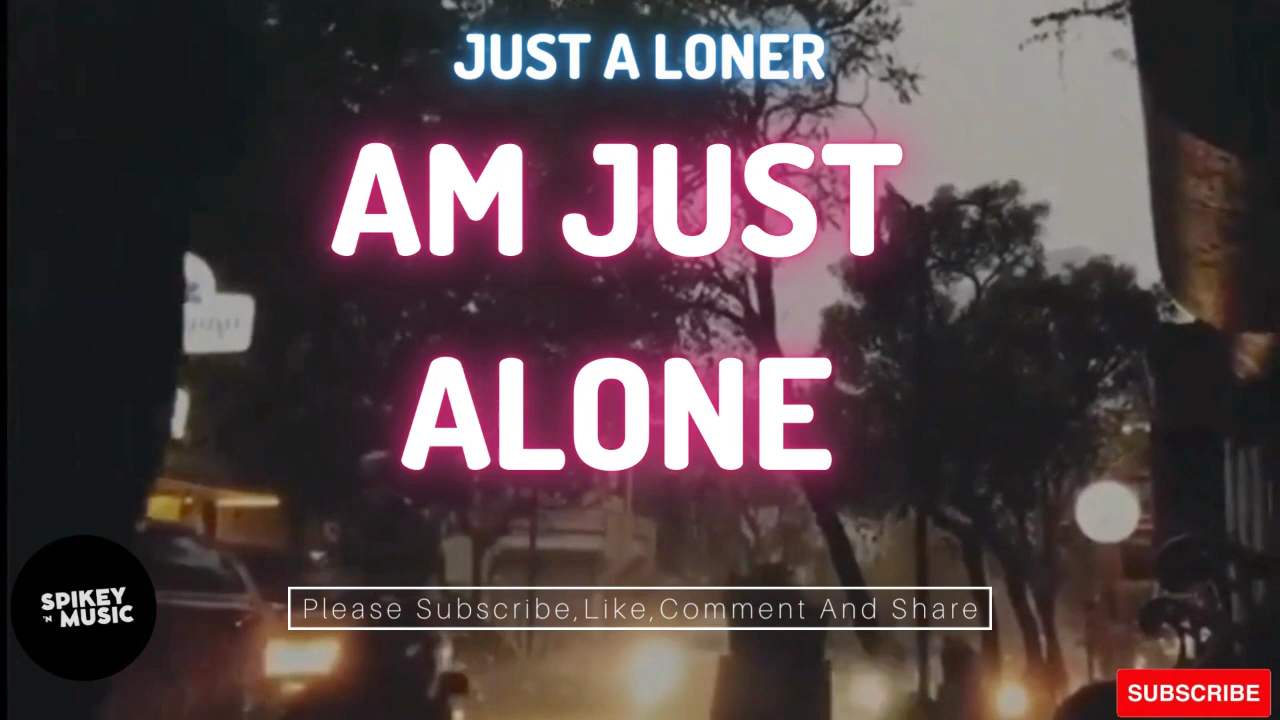 JUST A LONER
AM JUST
ALONE
SPIKEY
'N MUSIC
Please Subscribe,Like,Comment And Share
SUBSCRIBE